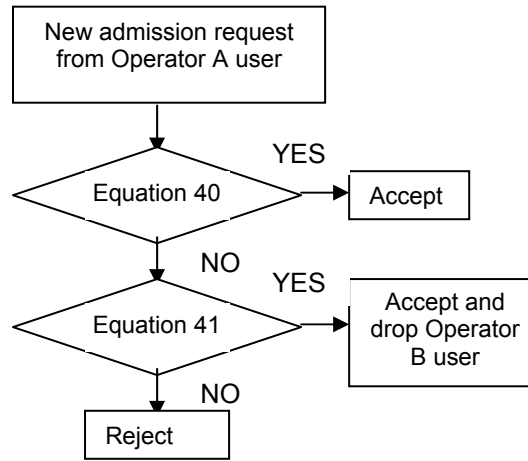 New admission request
from Operator A user
YES
Equation 40
Accept
NO
YES
Equation 41
Accept and
drop Operator
B user
NO
Reject